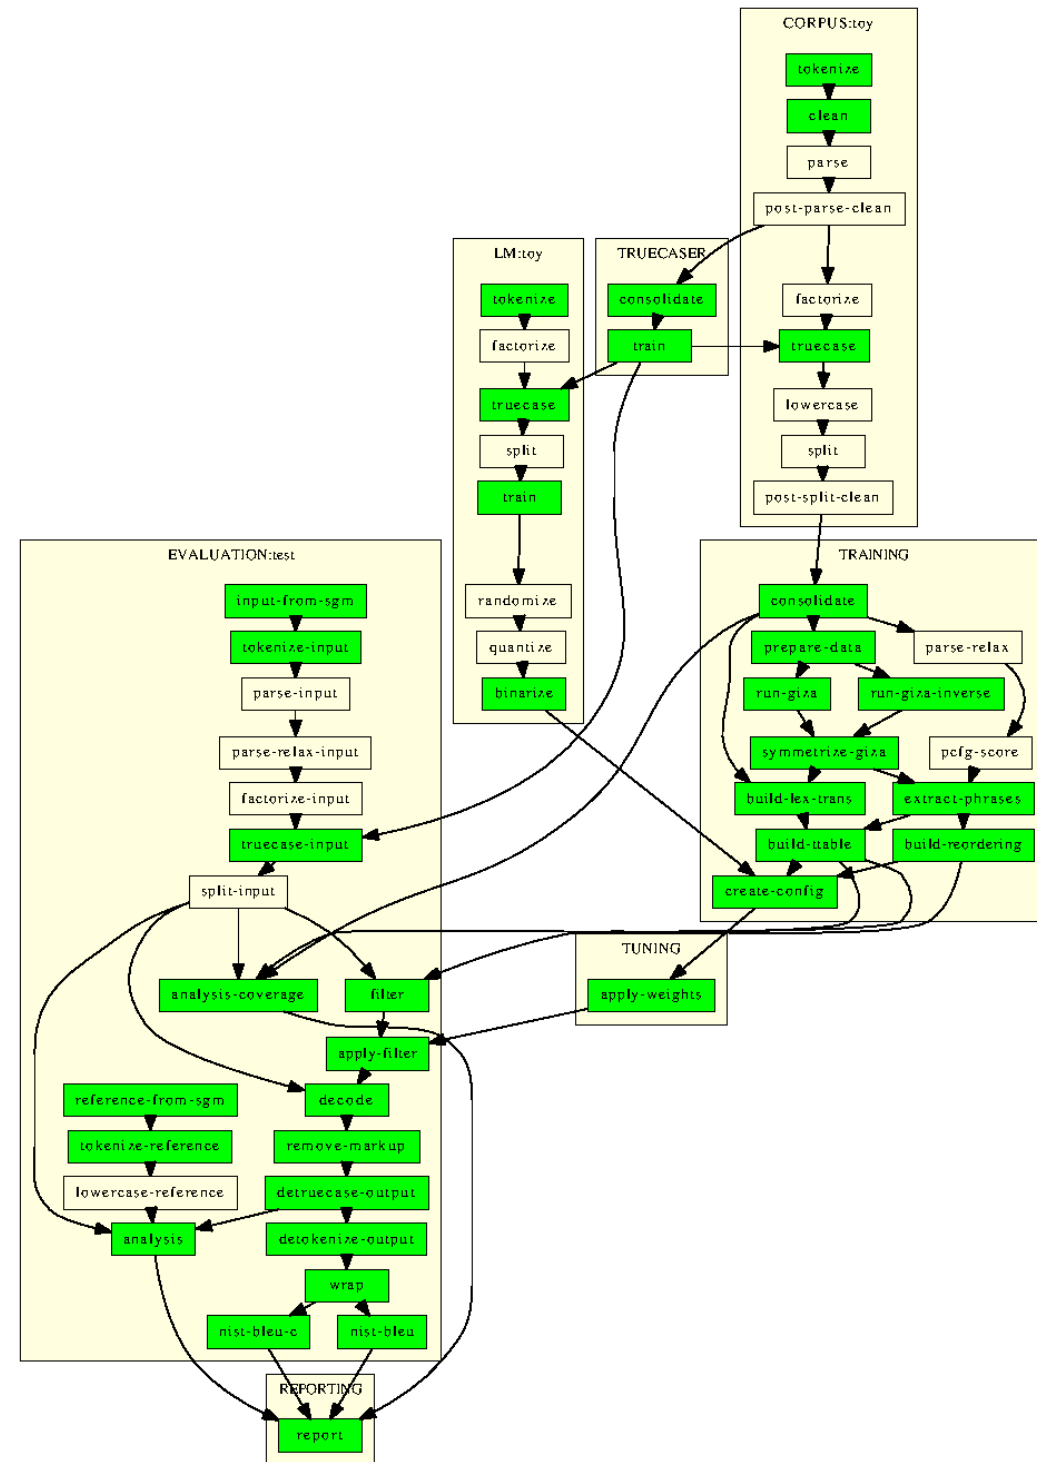 CORPUS:toy
tokenize
clean
parse
post-parse-clean
factorize
truecase
lowercase
split
post-split-clean
LM:toy
tokenize
factorize
truecase
split
train
randomize
quantize
binarize
TRUECASER
consolidate
train
EVALUATION:test
input-from-sgm
tokenize-input
parse-input
parse-relax-input
factorize-input
truecase-input
split-input
analysis-coverage
filter
apply-filter
decode
reference-from-sgm
remove-markup
tokenize-reference
detruecase-output
lowercase-reference
detokenize-output
analysis
wrap
nist-bleu-c
nist-bleu
TRAINING
consolidate
prepare-data
parse-relax
run-giza
run-giza-inverse
symmetrize-giza
pcfg-score
build-lex-trans
extract-phrases
build-ttable
build-reordering
create-config
TUNING
apply-weights
REPORTING
report